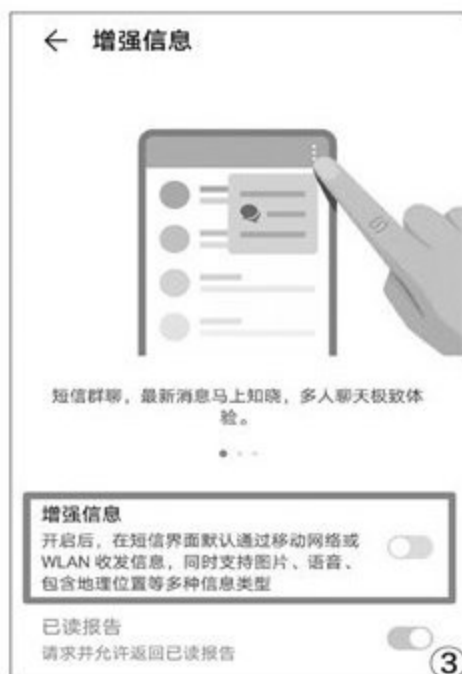 ← 增强信息
短信群聊，最新消息马上知晓，多人聊天极致体
验。
增强信息
开启后，在短信界面默认通过移动网络或
WLAN 收发信息，同时支持图片、语音、
包含地理位置等多种信息类型
已读报告
请求并允许返回已读报告
③